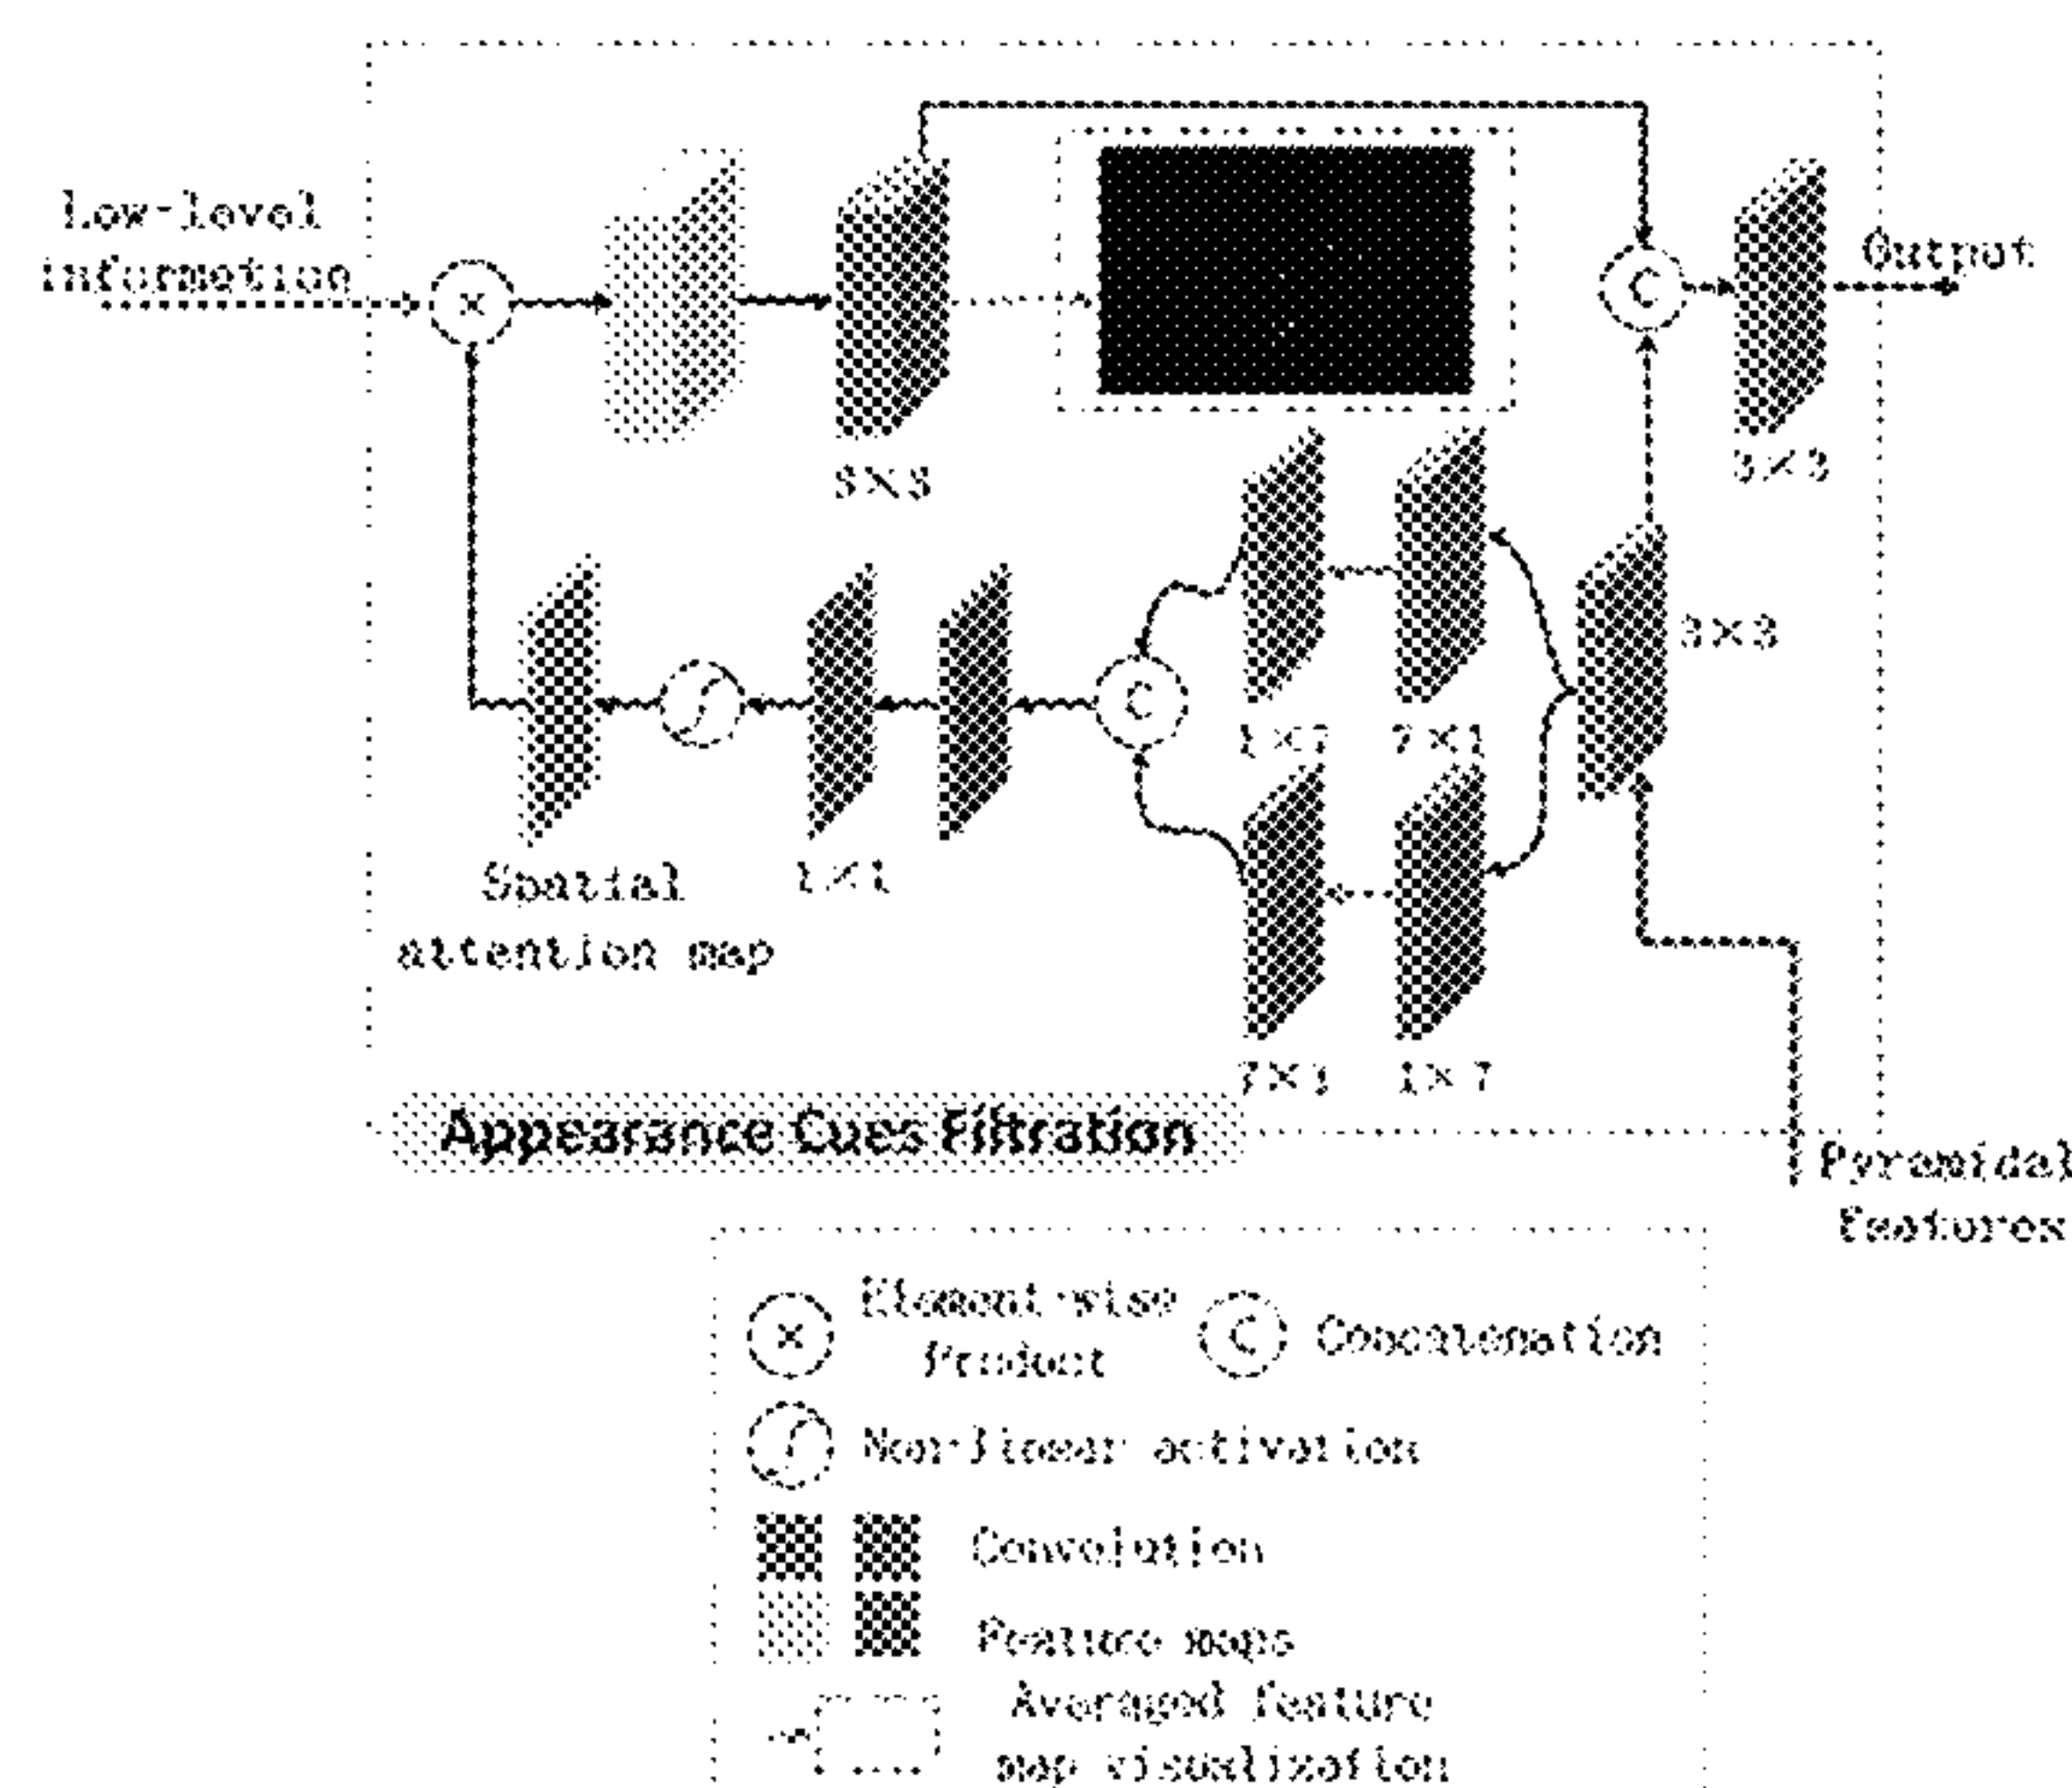 Low-level
information
×
C
Output
3×3
3×3
3×3
1×7
7×1
C
Spatial
attention map
1×1
7×1
1×7
Appearance Cues Filtration
Pyramidal
Features
×
Element-wise
Product
C
Concatenation
Non-linear activation
Convolution
Feature maps
Averaged feature
map visualization